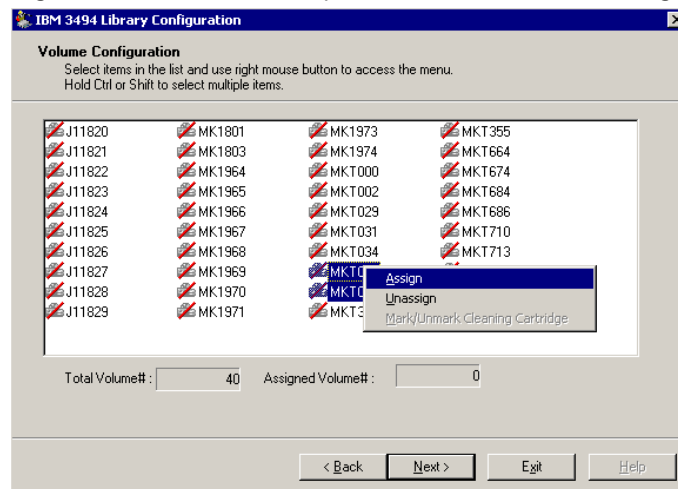 IBM 3494 Library Configuration
Volume Configuration
Select items in the list and use right mouse button to access the menu.
Hold Ctrl or Shift to select multiple items.
J11820 MK1801 MK1973 MKT355
J11821 MK1803 MK1974 MKT664
J11822 MK1964 MKT000 MKT674
J11823 MK1965 MKT002 MKT684
J11824 MK1966 MKT029 MKT686
J11825 MK1967 MKT031 MKT710
J11826 MK1968 MKT034 MKT713
J11827 MK1969
J11828 MK1970
J11829 MK1971
Assign
Unassign
Mark/Unmark Cleaning Cartridge
Total Volume# : 40 Assigned Volume# : 0
< Back Next > Exit Help